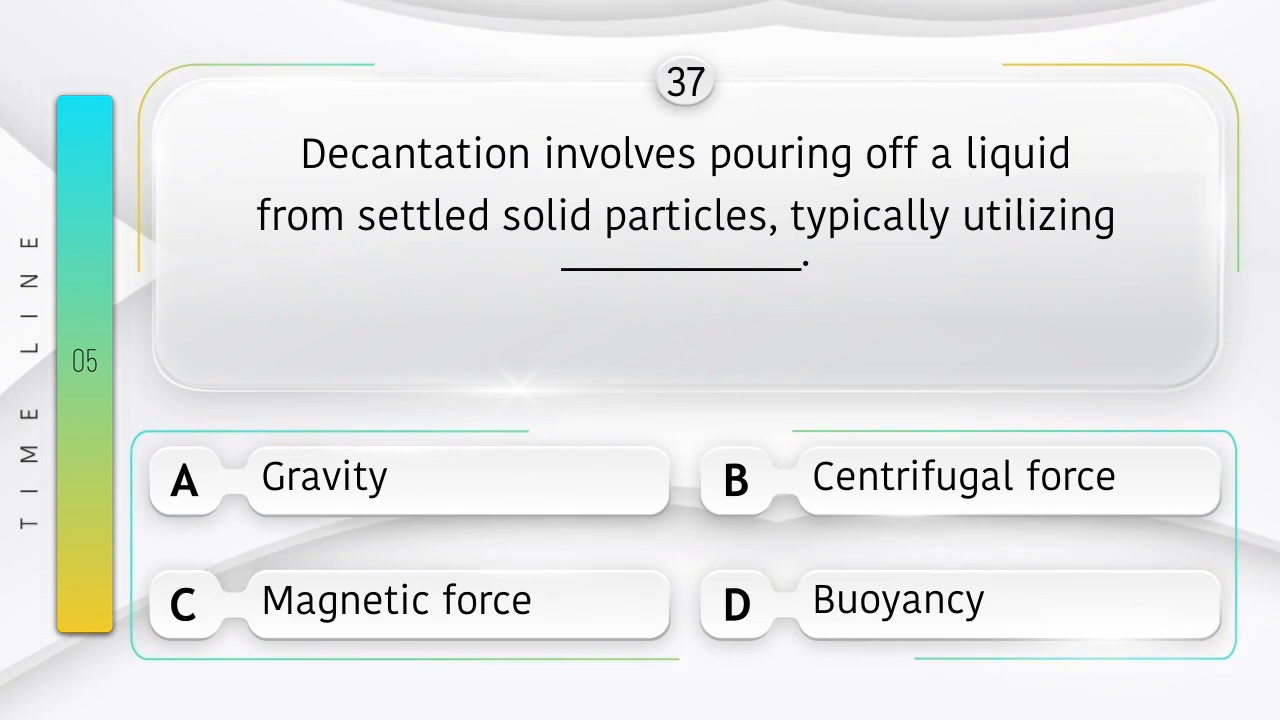 37
Decantation involves pouring off a liquid
from settled solid particles, typically utilizing
____________.
TIME LINE
05
A Gravity
B Centrifugal force
C Magnetic force
D Buoyancy